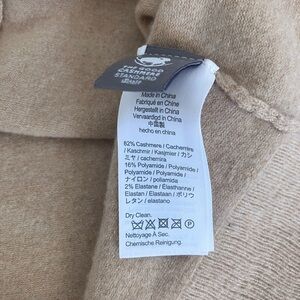 THE GOOD
CASHMERE
STANDARD
Made in China
Fabriqué en Chine
Hergestellt in China
Vervaardigd in China
中国製
hecho en china
82% Cashmere / Cachemire
/ Kaschmir / Kasjmier / カシ
ミヤ / cachemira
16% Polyamide / Polyamide /
Polyamid / Polyamide /
ナイロン / poliamida
2% Elastane / Élasthanne /
Elastan / Elastaan / ポリウ
レタン / elastano
Dry Clean.
Nettoyage À Sec.
Chemische Reinigung.